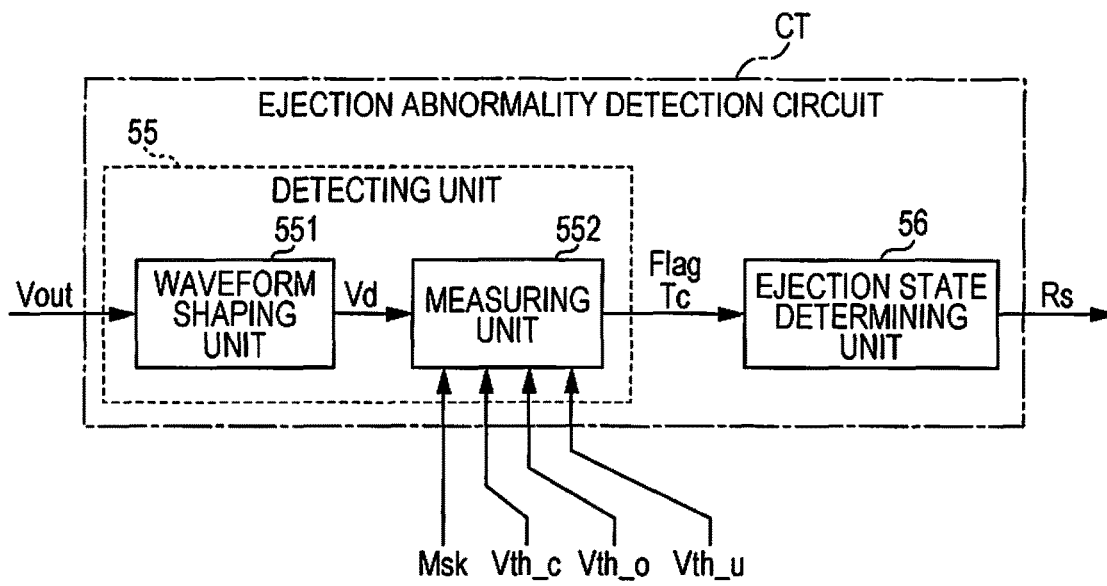 CT
EJECTION ABNORMALITY DETECTION CIRCUIT
55
DETECTING UNIT
551
552
56
Vout
WAVEFORM
SHAPING
UNIT
Vd
MEASURING
UNIT
Flag
Tc
EJECTION STATE
DETERMINING
UNIT
Rs
Msk Vth_c Vth_o Vth_u